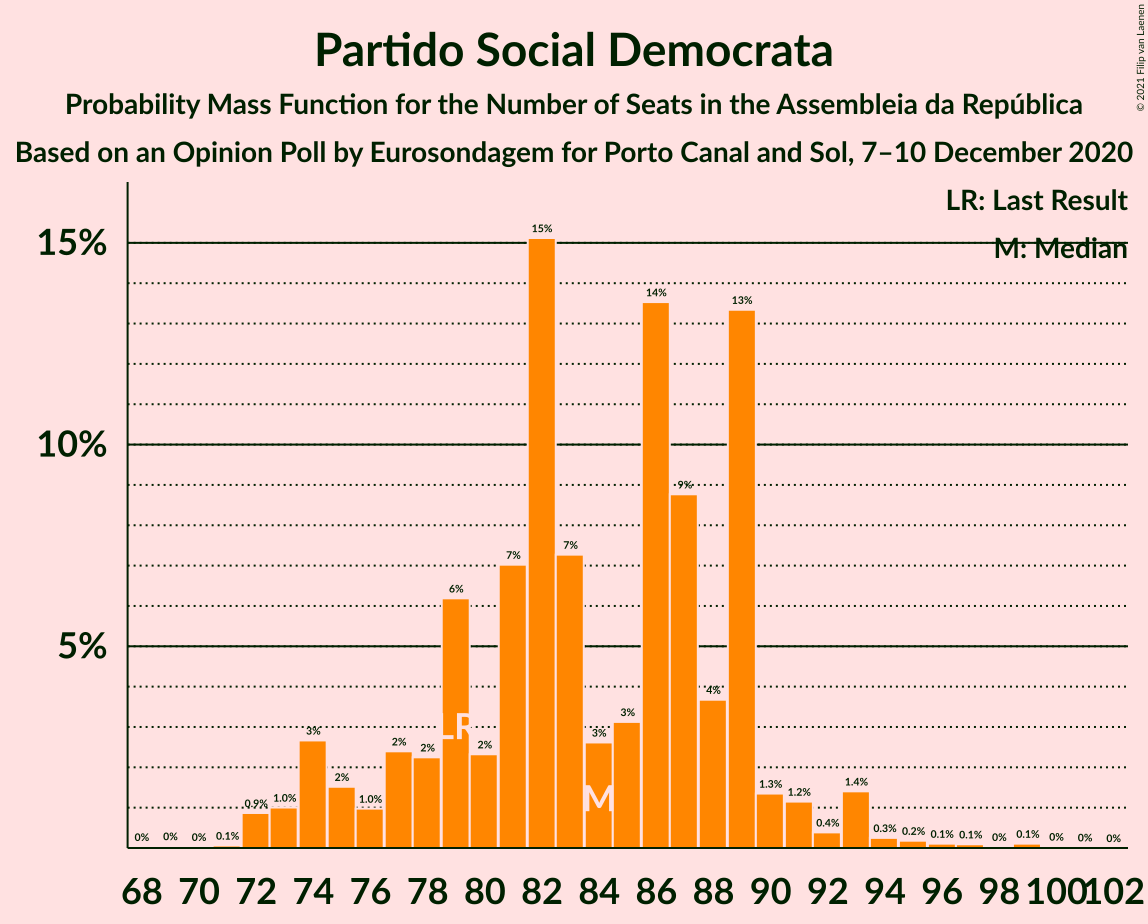 Partido Social Democrata
Probability Mass Function for the Number of Seats in the Assembleia da República
Based on an Opinion Poll by Eurosondagem for Porto Canal and Sol, 7–10 December 2020
© 2021 Filip van Laenen
LR: Last Result
M: Median
15%
10%
5%
0% 0% 0% 0.1% 0.9% 1.0% 3% 2% 1.0% 2% 2% 6% 2% 7% 15% 7% 3% 3% 14% 9% 4% 13% 1.3% 1.2% 0.4% 1.4% 0.3% 0.2% 0.1% 0.1% 0% 0.1% 0% 0% 0%
LR
M
68 70 72 74 76 78 80 82 84 86 88 90 92 94 96 98 100 102